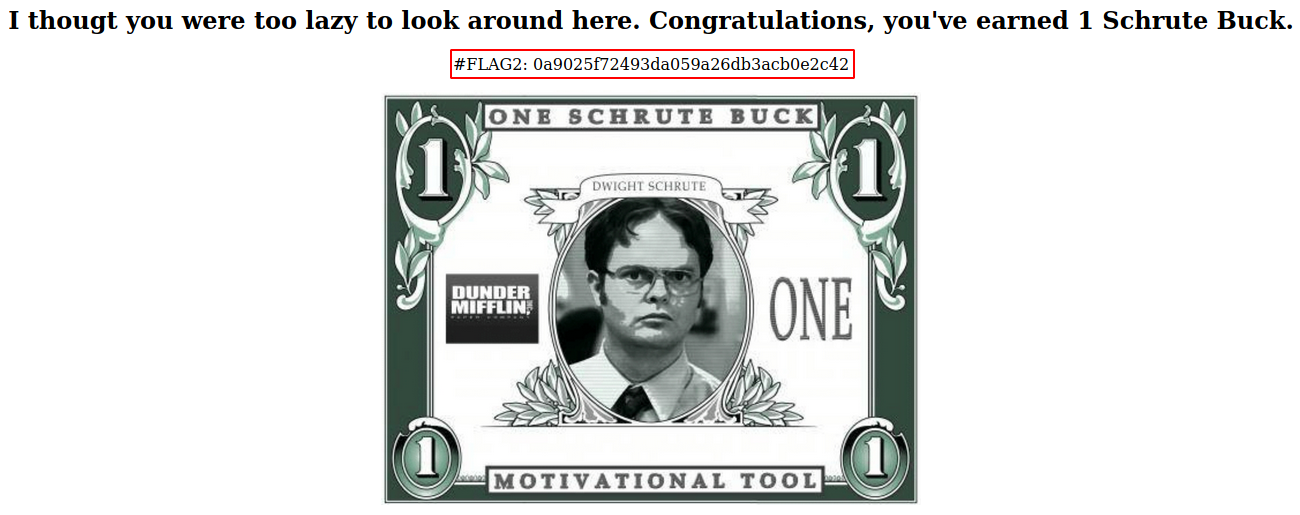 I thougt you were too lazy to look around here. Congratulations, you've earned 1 Schrute Buck.
#FLAG2: 0a9025f72493da059a26db3acb0e2c42
ONE SCHRUTE BUCK
1 1
DWIGHT SCHRUTE
DUNDER
MIFFLIN
PAPER COMPANY
ONE
1 1
MOTIVATIONAL TOOL